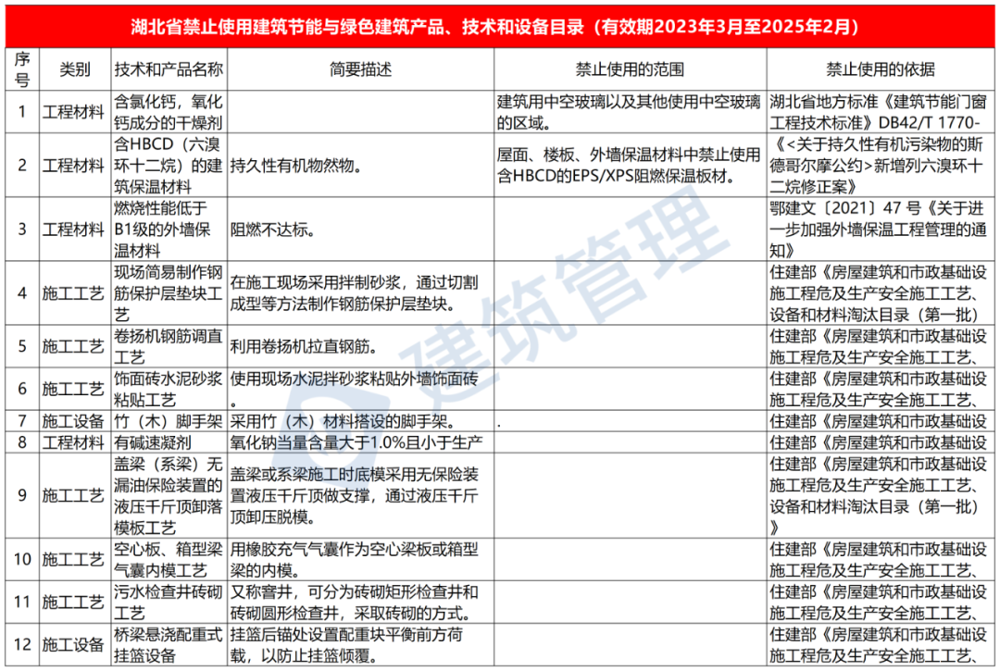 湖北省禁止使用建筑节能与绿色建筑产品、技术和设备目录（有效期2023年3月至2025年2月）
序号 类别 技术和产品名称 简要描述 禁止使用的范围 禁止使用的依据
1 工程材料 含氯化钙，氧化钙成分的干燥剂 建筑用中空玻璃以及其他使用中空玻璃的区域。 湖北省地方标准《建筑节能门窗工程技术标准》DB42/T 1770-
2 工程材料 含HBCD（六溴环十二烷）的建筑保温材料 持久性有机物然物。 屋面、楼板、外墙保温材料中禁止使用含HBCD的EPS/XPS阻燃保温板材。 《<关于持久性有机污染物的斯德哥尔摩公约>新增列六溴环十二烷修正案》
3 工程材料 燃烧性能低于B1级的外墙保温材料 阻燃不达标。 鄂建文〔2021〕47 号《关于进一步加强外墙保温工程管理的通知》
4 施工工艺 现场简易制作钢筋保护层垫块工艺 在施工现场采用拌制砂浆，通过切割成型等方法制作钢筋保护层垫块。 住建部《房屋建筑和市政基础设施工程危及生产安全施工工艺、设备和材料淘汰目录（第一批）
5 施工工艺 卷扬机钢筋调直工艺 利用卷扬机拉直钢筋。 住建部《房屋建筑和市政基础设施工程危及生产安全施工工艺、
6 施工工艺 饰面砖水泥砂浆粘贴工艺 使用现场水泥拌砂浆粘贴外墙饰面砖。 住建部《房屋建筑和市政基础设施工程危及生产安全施工工艺、
7 施工设备 竹（木）脚手架 采用竹（木）材料搭设的脚手架。 . 住建部《房屋建筑和市政基础设
8 工程材料 有碱速凝剂 氧化钠当量含量大于1.0%且小于生产 住建部《房屋建筑和市政基础设
9 施工工艺 盖梁（系梁）无漏油保险装置的液压千斤顶卸落模板工艺 盖梁或系梁施工时底模采用无保险装置液压千斤顶做支撑，通过液压千斤顶卸压脱模。 住建部《房屋建筑和市政基础设施工程危及生产安全施工工艺、设备和材料淘汰目录（第一批）》
10 施工工艺 空心板、箱型梁气囊内模工艺 用橡胶充气气囊作为空心梁板或箱型梁的内模。 住建部《房屋建筑和市政基础设施工程危及生产安全施工工艺、
11 施工工艺 污水检查井砖砌工艺 又称窨井，可分为砖砌矩形检查井和砖砌圆形检查井，采取砖砌的方式。 住建部《房屋建筑和市政基础设施工程危及生产安全施工工艺、
12 施工设备 桥梁悬浇配重式挂篮设备 挂篮后锚处设置配重块平衡前方荷载，以防止挂篮倾覆。 住建部《房屋建筑和市政基础设施工程危及生产安全施工工艺、
建筑管理